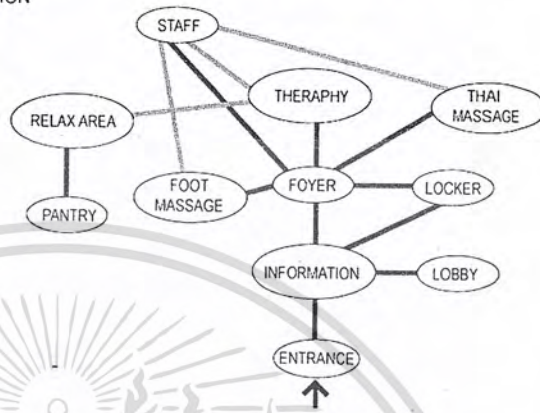 STAFF
THERAPHY
THAI
MASSAGE
RELAX AREA
FOOT
MASSAGE
FOYER
LOCKER
PANTRY
INFORMATION
LOBBY
ENTRANCE